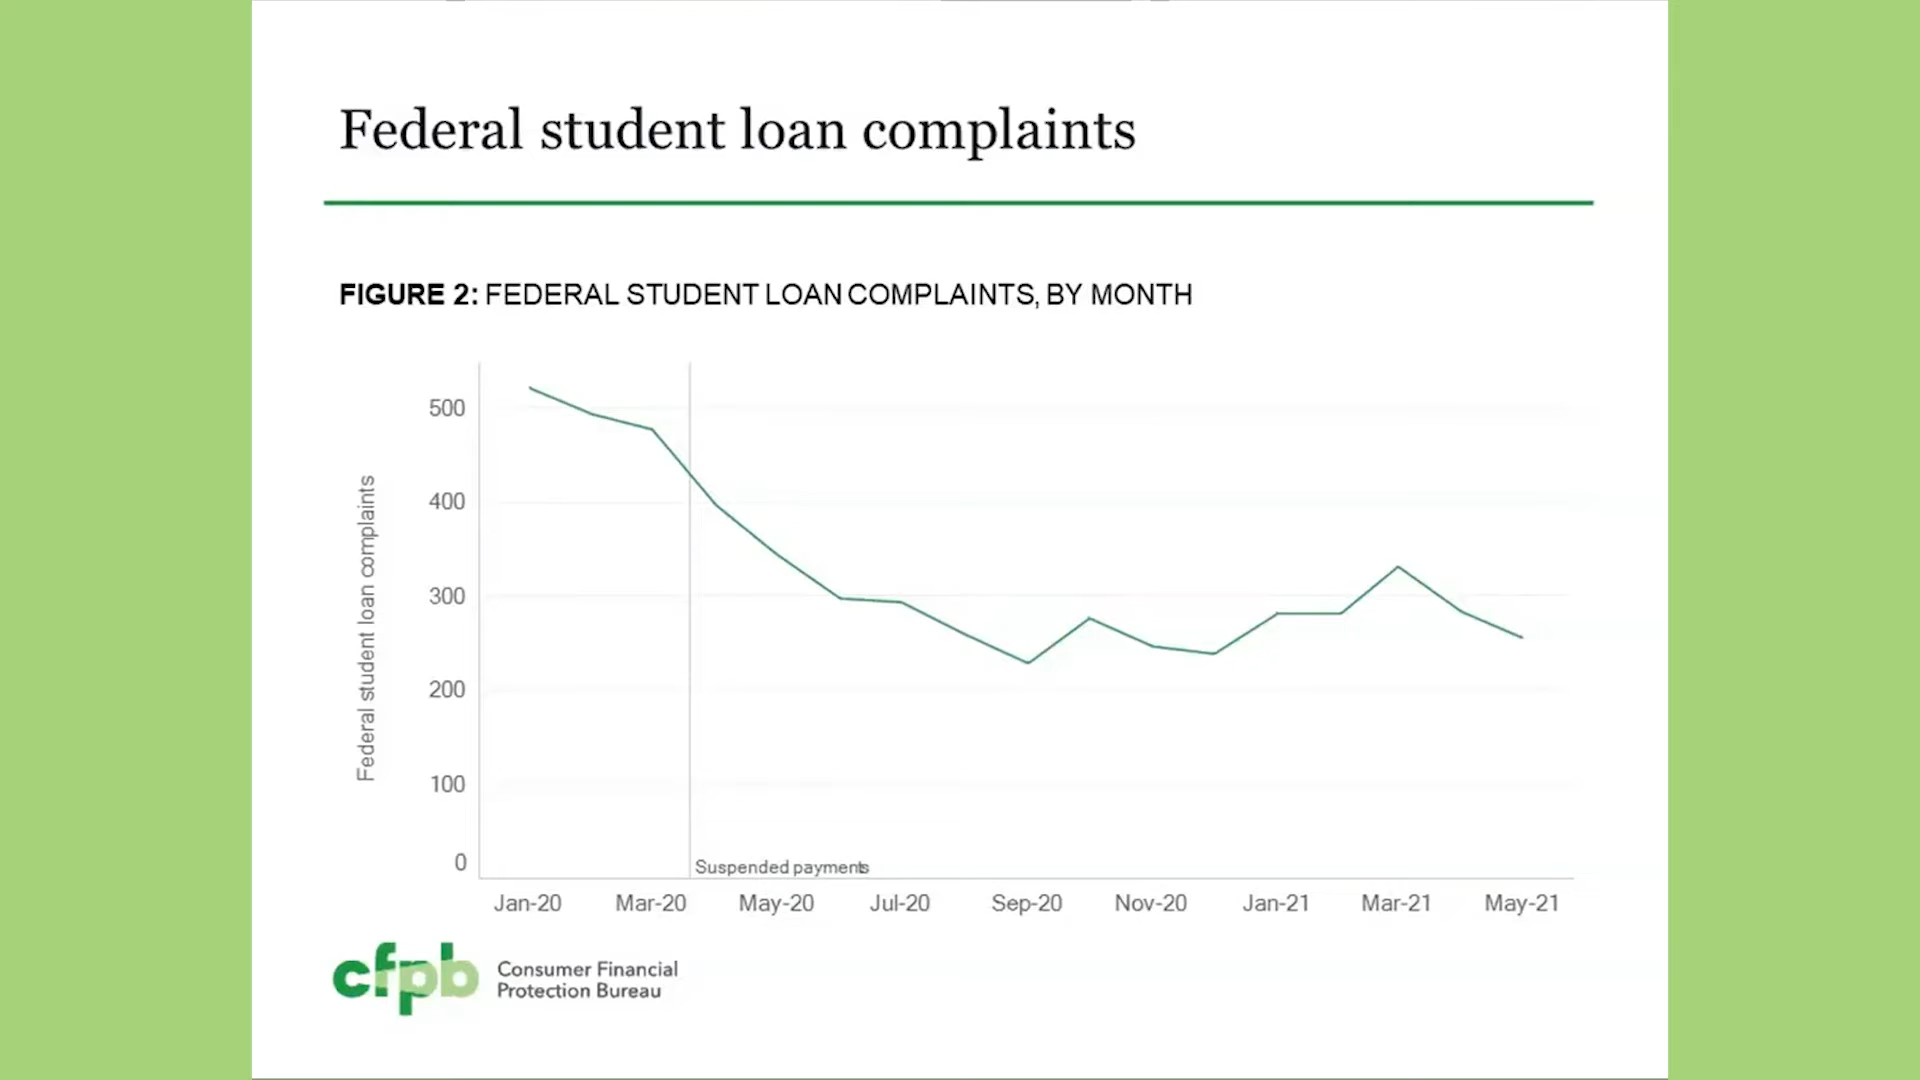 Federal student loan complaints
FIGURE 2: FEDERAL STUDENT LOAN COMPLAINTS, BY MONTH
Federal student loan complaints
500
400
300
200
100
0
Suspended payments
Jan-20 Mar-20 May-20 Jul-20 Sep-20 Nov-20 Jan-21 Mar-21 May-21
cfpb
Consumer Financial
Protection Bureau